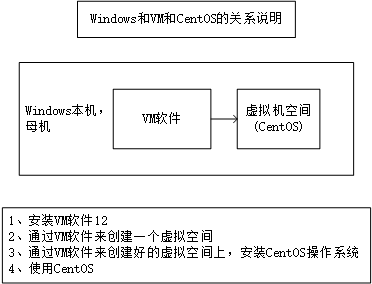 Windows和VM和CentOS的关系说明
Windows本机，
母机
VM软件
虚拟机空间
(CentOS)
1、安装VM软件12
2、通过VM软件来创建一个虚拟空间
3、通过VM软件来创建好的虚拟空间上，安装CentOS操作系统
4、使用CentOS